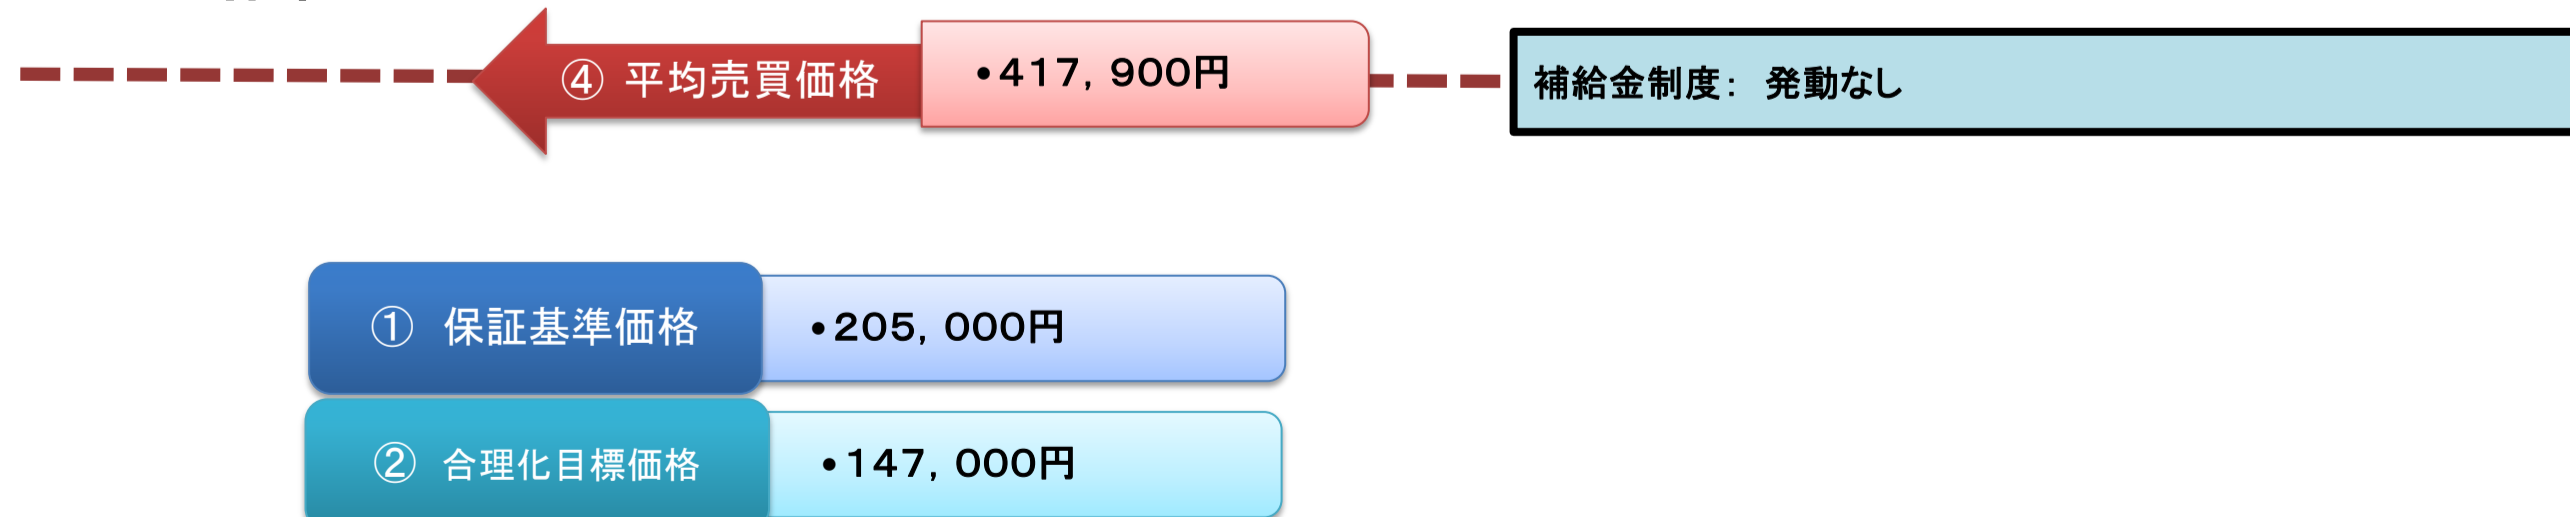 ④ 平均売買価格
•417,900円
補給金制度: 発動なし
① 保証基準価格
•205,000円
② 合理化目標価格
•147,000円